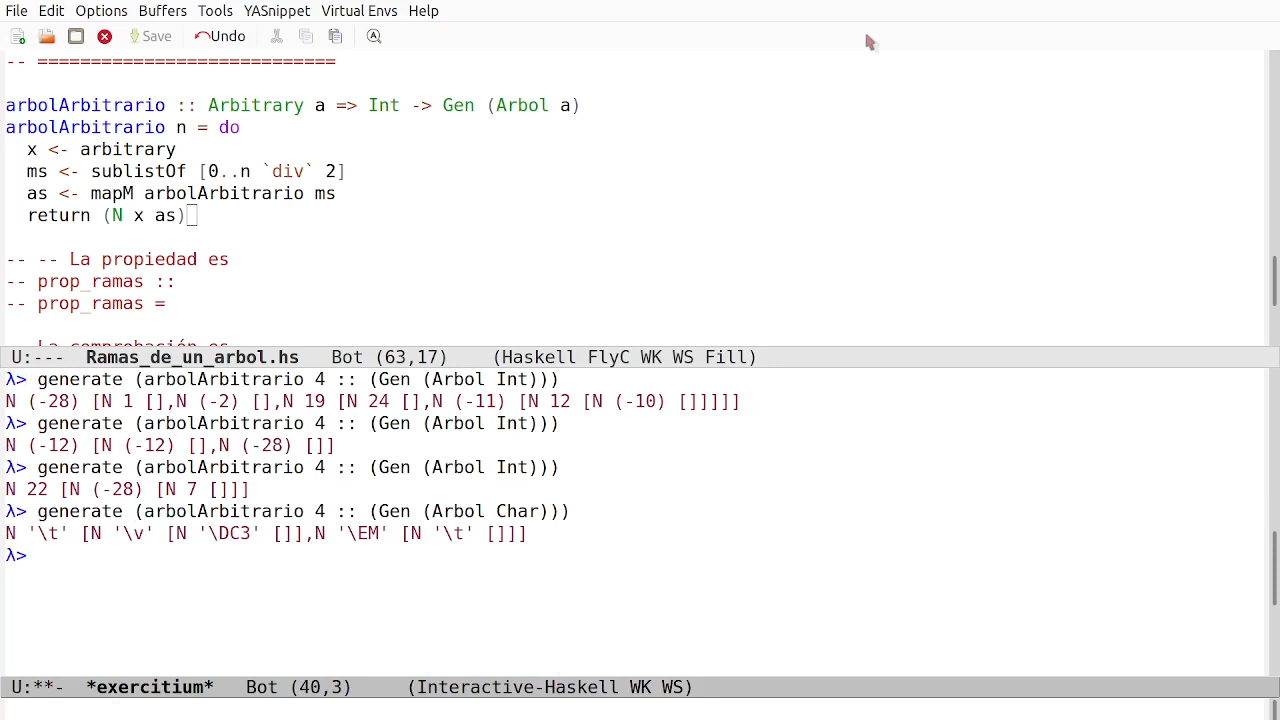 File Edit Options Buffers Tools YASnippet Virtual Envs Help
Save Undo
-- ============================
arbolArbitrario :: Arbitrary a => Int -> Gen (Arbol a)
arbolArbitrario n = do
  x <- arbitrary
  ms <- sublistOf [0..n `div` 2]
  as <- mapM arbolArbitrario ms
  return (N x as)
-- -- La propiedad es
-- prop_ramas ::
-- prop_ramas =
-- La comprobación es
U:--- Ramas_de_un_arbol.hs Bot (63,17) (Haskell FlyC WK WS Fill)
λ> generate (arbolArbitrario 4 :: (Gen (Arbol Int)))
N (-28) [N 1 [],N (-2) [],N 19 [N 24 [],N (-11) [N 12 [N (-10) []]]]]
λ> generate (arbolArbitrario 4 :: (Gen (Arbol Int)))
N (-12) [N (-12) [],N (-28) []]
λ> generate (arbolArbitrario 4 :: (Gen (Arbol Int)))
N 22 [N (-28) [N 7 []]]
λ> generate (arbolArbitrario 4 :: (Gen (Arbol Char)))
N '\t' [N '\v' [N '\DC3' []],N '\EM' [N '\t' []]]
λ>
U:**- *exercitium* Bot (40,3) (Interactive-Haskell WK WS)